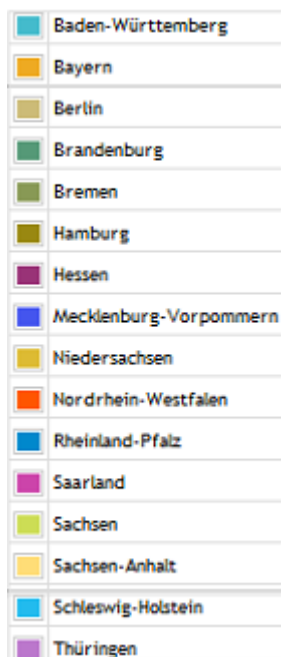 Baden-Württemberg
Bayern
Berlin
Brandenburg
Bremen
Hamburg
Hessen
Mecklenburg-Vorpommern
Niedersachsen
Nordrhein-Westfalen
Rheinland-Pfalz
Saarland
Sachsen
Sachsen-Anhalt
Schleswig-Holstein
Thüringen